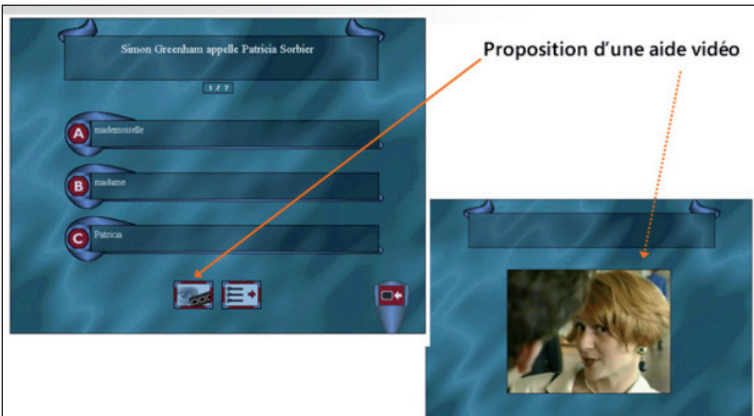 Simon Greenham appelle Patricia Sorbier
1 / 7
A mademoiselle
B madame
C Patricia
Proposition d'une aide vidéo